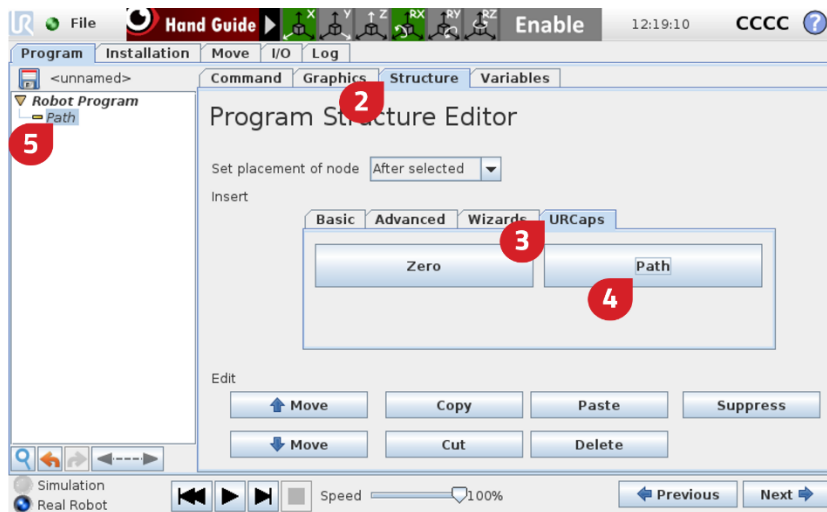 UR File Hand Guide X Y Z RX RY RZ Enable 12:19:10 CCCC ?
Program Installation Move I/O Log
<unnamed> Command Graphics Structure Variables
Robot Program
Path
2
5
Program Structure Editor
Set placement of node After selected
Insert
Basic Advanced Wizards URCaps
3
Zero Path
4
Edit
Move Copy Paste Suppress
Move Cut Delete
Simulation
Real Robot
Speed 100% Previous Next